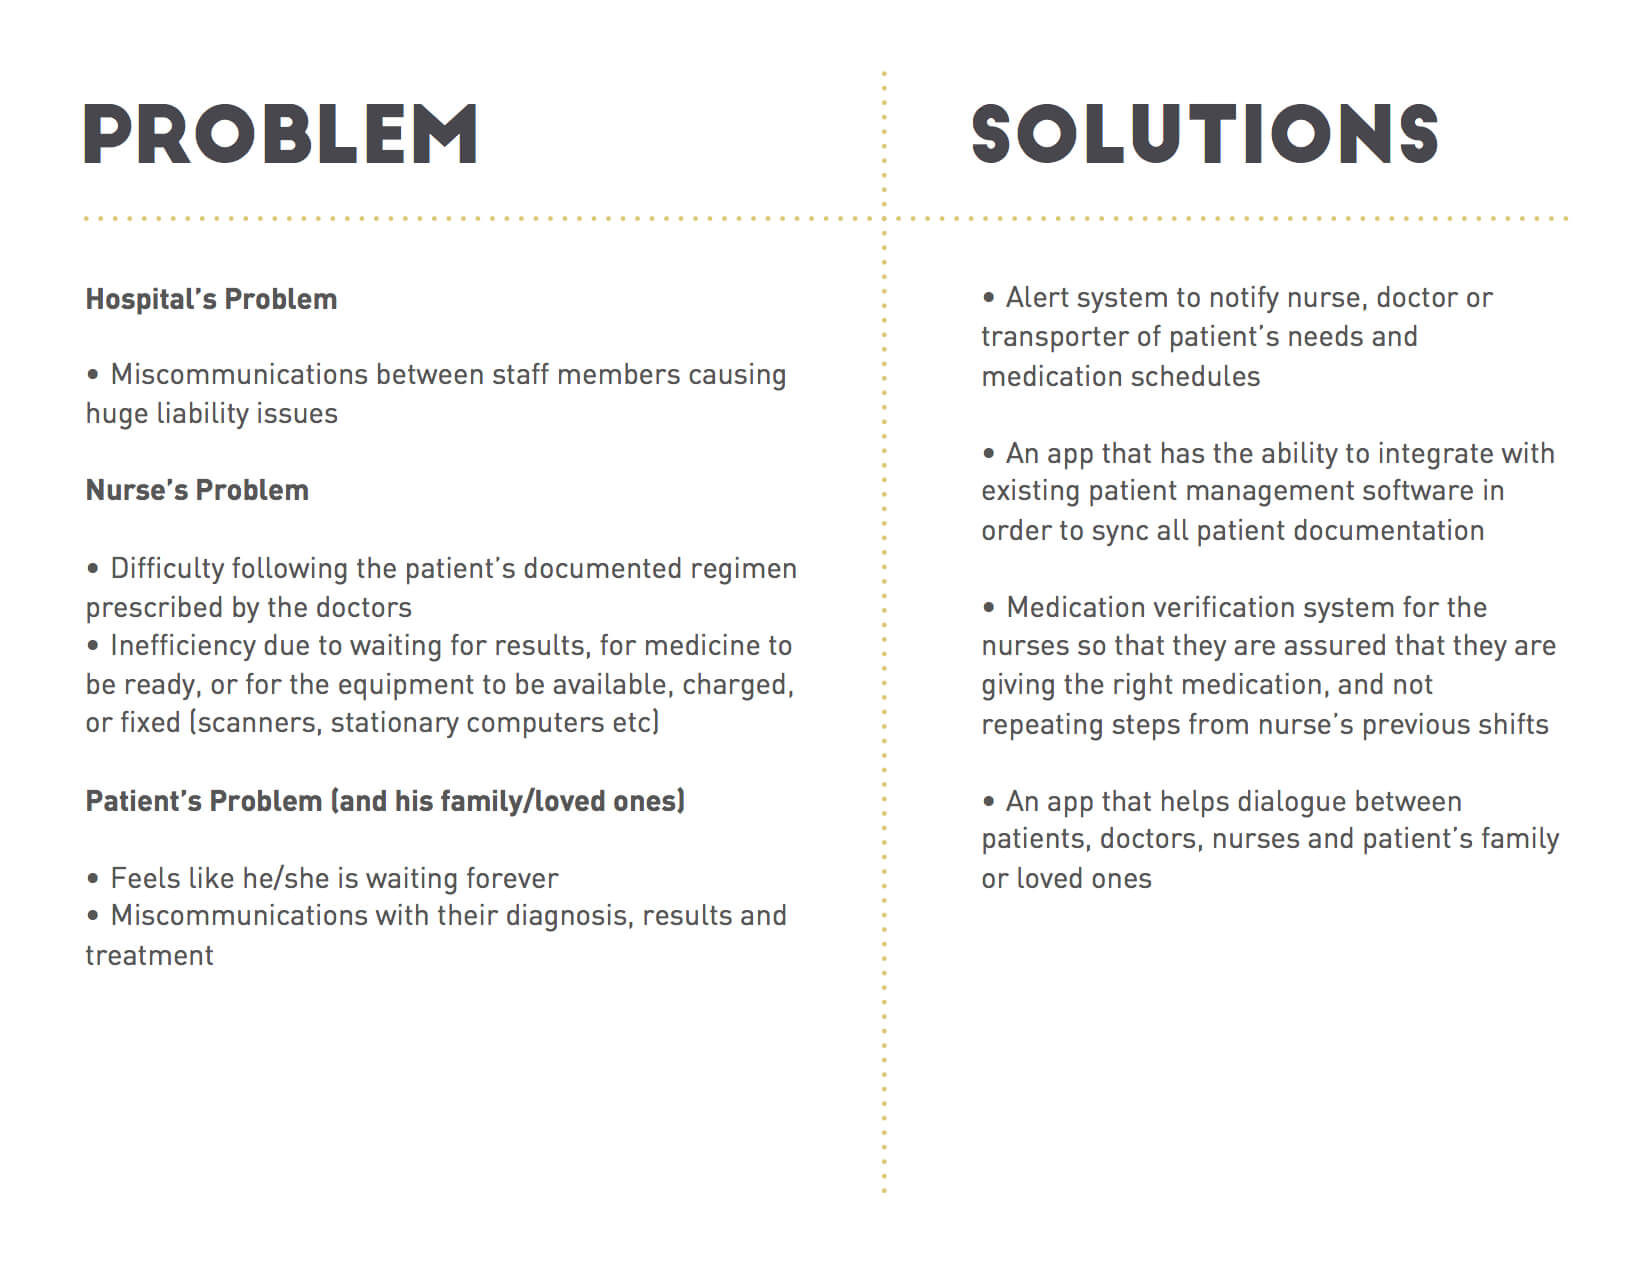 PROBLEM
Hospital’s Problem
• Miscommunications between staff members causing
huge liability issues
Nurse’s Problem
• Difficulty following the patient’s documented regimen
prescribed by the doctors
• Inefficiency due to waiting for results, for medicine to
be ready, or for the equipment to be available, charged,
or fixed (scanners, stationary computers etc)
Patient’s Problem (and his family/loved ones)
• Feels like he/she is waiting forever
• Miscommunications with their diagnosis, results and
treatment
SOLUTIONS
• Alert system to notify nurse, doctor or
transporter of patient’s needs and
medication schedules
• An app that has the ability to integrate with
existing patient management software in
order to sync all patient documentation
• Medication verification system for the
nurses so that they are assured that they are
giving the right medication, and not
repeating steps from nurse’s previous shifts
• An app that helps dialogue between
patients, doctors, nurses and patient’s family
or loved ones